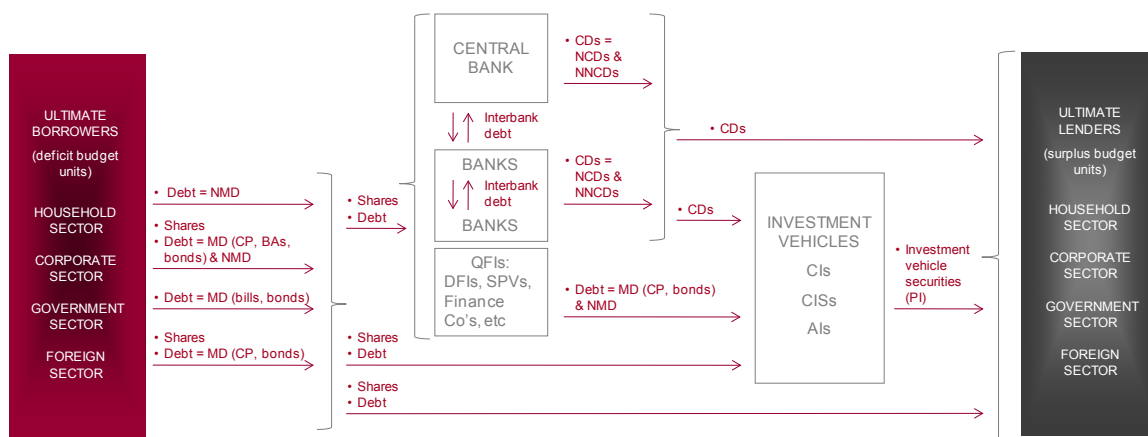 ULTIMATE
BORROWERS
(deficit budget
units)
HOUSEHOLD
SECTOR
CORPORATE
SECTOR
GOVERNMENT
SECTOR
FOREIGN
SECTOR
• Debt = NMD
• Shares
• Debt = MD (CP, BAs,
bonds) & NMD
• Debt = MD (bills, bonds)
• Shares
• Debt = MD (CP, bonds)
• Shares
• Debt
CENTRAL
BANK
Interbank
debt
BANKS
Interbank
debt
BANKS
QFIs:
DFIs, SPVs,
Finance
Co's, etc
• CDs =
NCDs &
NNCDs
• CDs =
NCDs &
NNCDs
• Debt = MD (CP, bonds)
& NMD
• Shares
• Debt
• Shares
• Debt
• CDs
• CDs
INVESTMENT
VEHICLES
CIs
CISs
AIs
• Investment
vehicle
securities
(PI)
ULTIMATE
LENDERS
(surplus budget
units)
HOUSEHOLD
SECTOR
CORPORATE
SECTOR
GOVERNMENT
SECTOR
FOREIGN
SECTOR